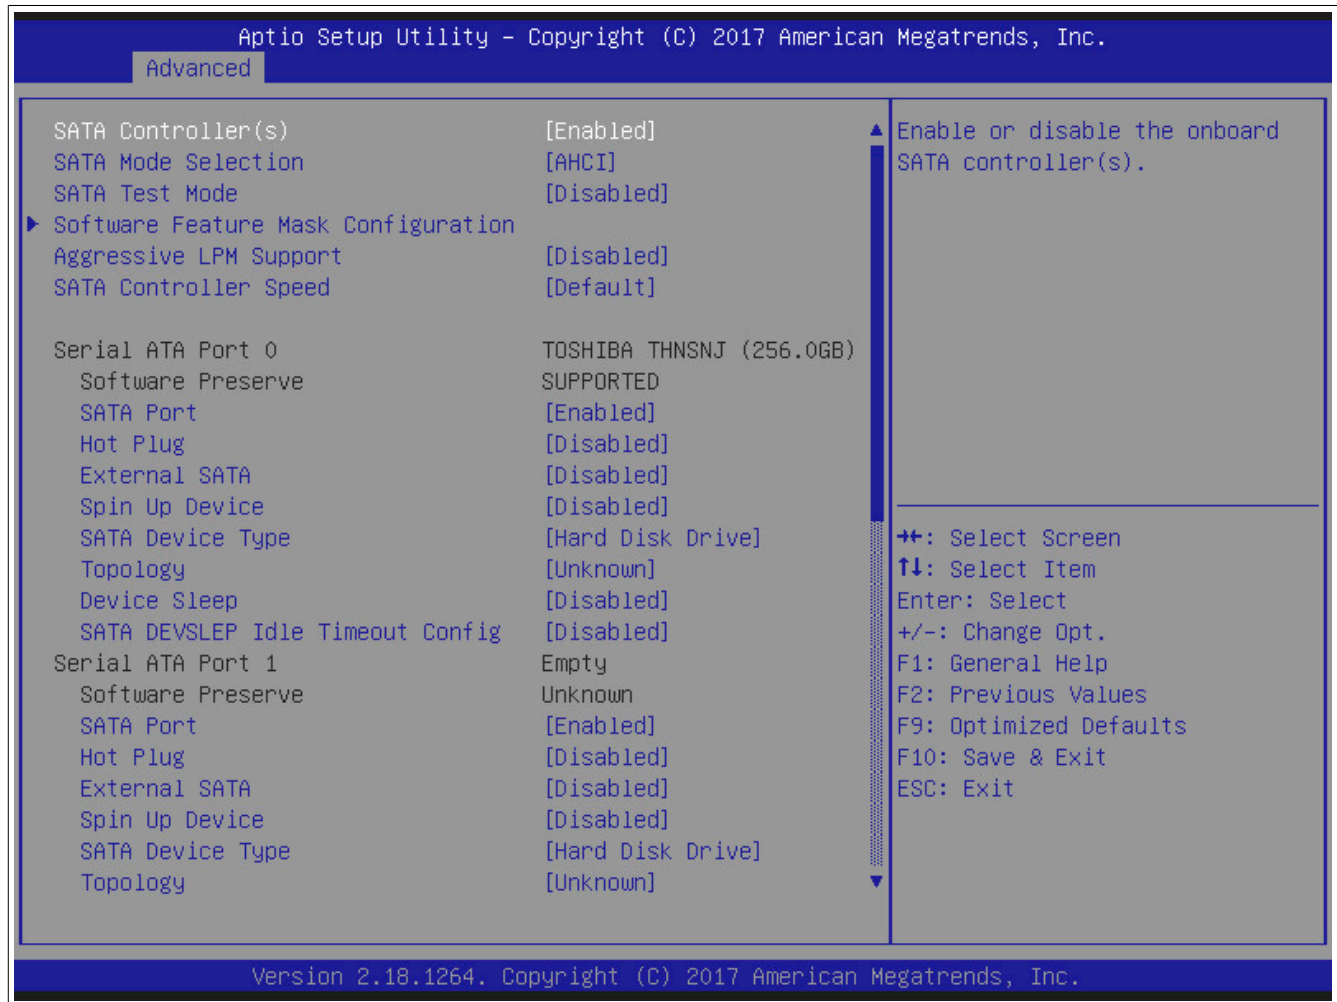 Aptio Setup Utility – Copyright (C) 2017 American Megatrends, Inc.
Advanced
SATA Controller(s) [Enabled]
SATA Mode Selection [AHCI]
SATA Test Mode [Disabled]
Software Feature Mask Configuration
Aggressive LPM Support [Disabled]
SATA Controller Speed [Default]
Serial ATA Port 0 TOSHIBA THNSNJ (256.0GB)
Software Preserve SUPPORTED
SATA Port [Enabled]
Hot Plug [Disabled]
External SATA [Disabled]
Spin Up Device [Disabled]
SATA Device Type [Hard Disk Drive]
Topology [Unknown]
Device Sleep [Disabled]
SATA DEVSLEP Idle Timeout Config [Disabled]
Serial ATA Port 1 Empty
Software Preserve Unknown
SATA Port [Enabled]
Hot Plug [Disabled]
External SATA [Disabled]
Spin Up Device [Disabled]
SATA Device Type [Hard Disk Drive]
Topology [Unknown]
Enable or disable the onboard
SATA controller(s).
→←: Select Screen
↑↓: Select Item
Enter: Select
+/-: Change Opt.
F1: General Help
F2: Previous Values
F9: Optimized Defaults
F10: Save & Exit
ESC: Exit
Version 2.18.1264. Copyright (C) 2017 American Megatrends, Inc.